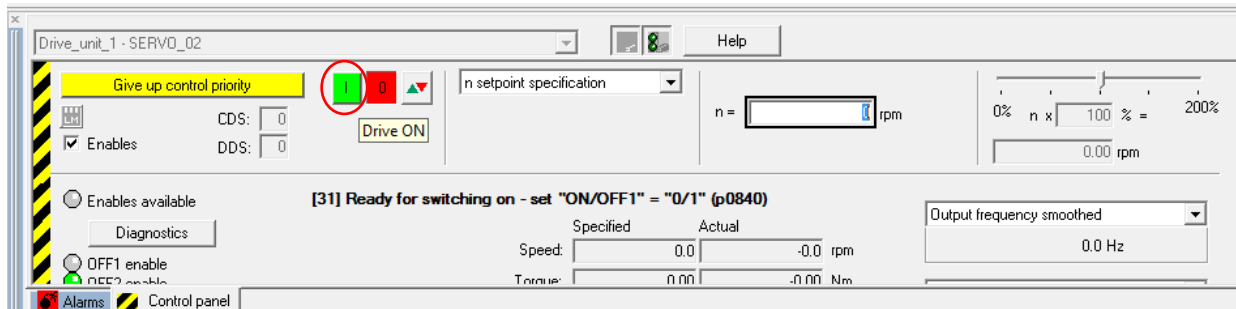 Drive_unit_1 - SERVO_02
Help
Give up control priority
I
0
n setpoint specification
n =
0
rpm
0%
n x
100
% =
200%
0.00 rpm
CDS: 0
Drive ON
Enables
DDS: 0
Enables available
[31] Ready for switching on - set "ON/OFF1" = "0/1" (p0840)
Output frequency smoothed
Diagnostics
Specified
Actual
Speed: 0.0 -0.0 rpm
0.0 Hz
OFF1 enable
OFF2 enable
Torque: 0.00 -0.00 Nm
Alarms
Control panel